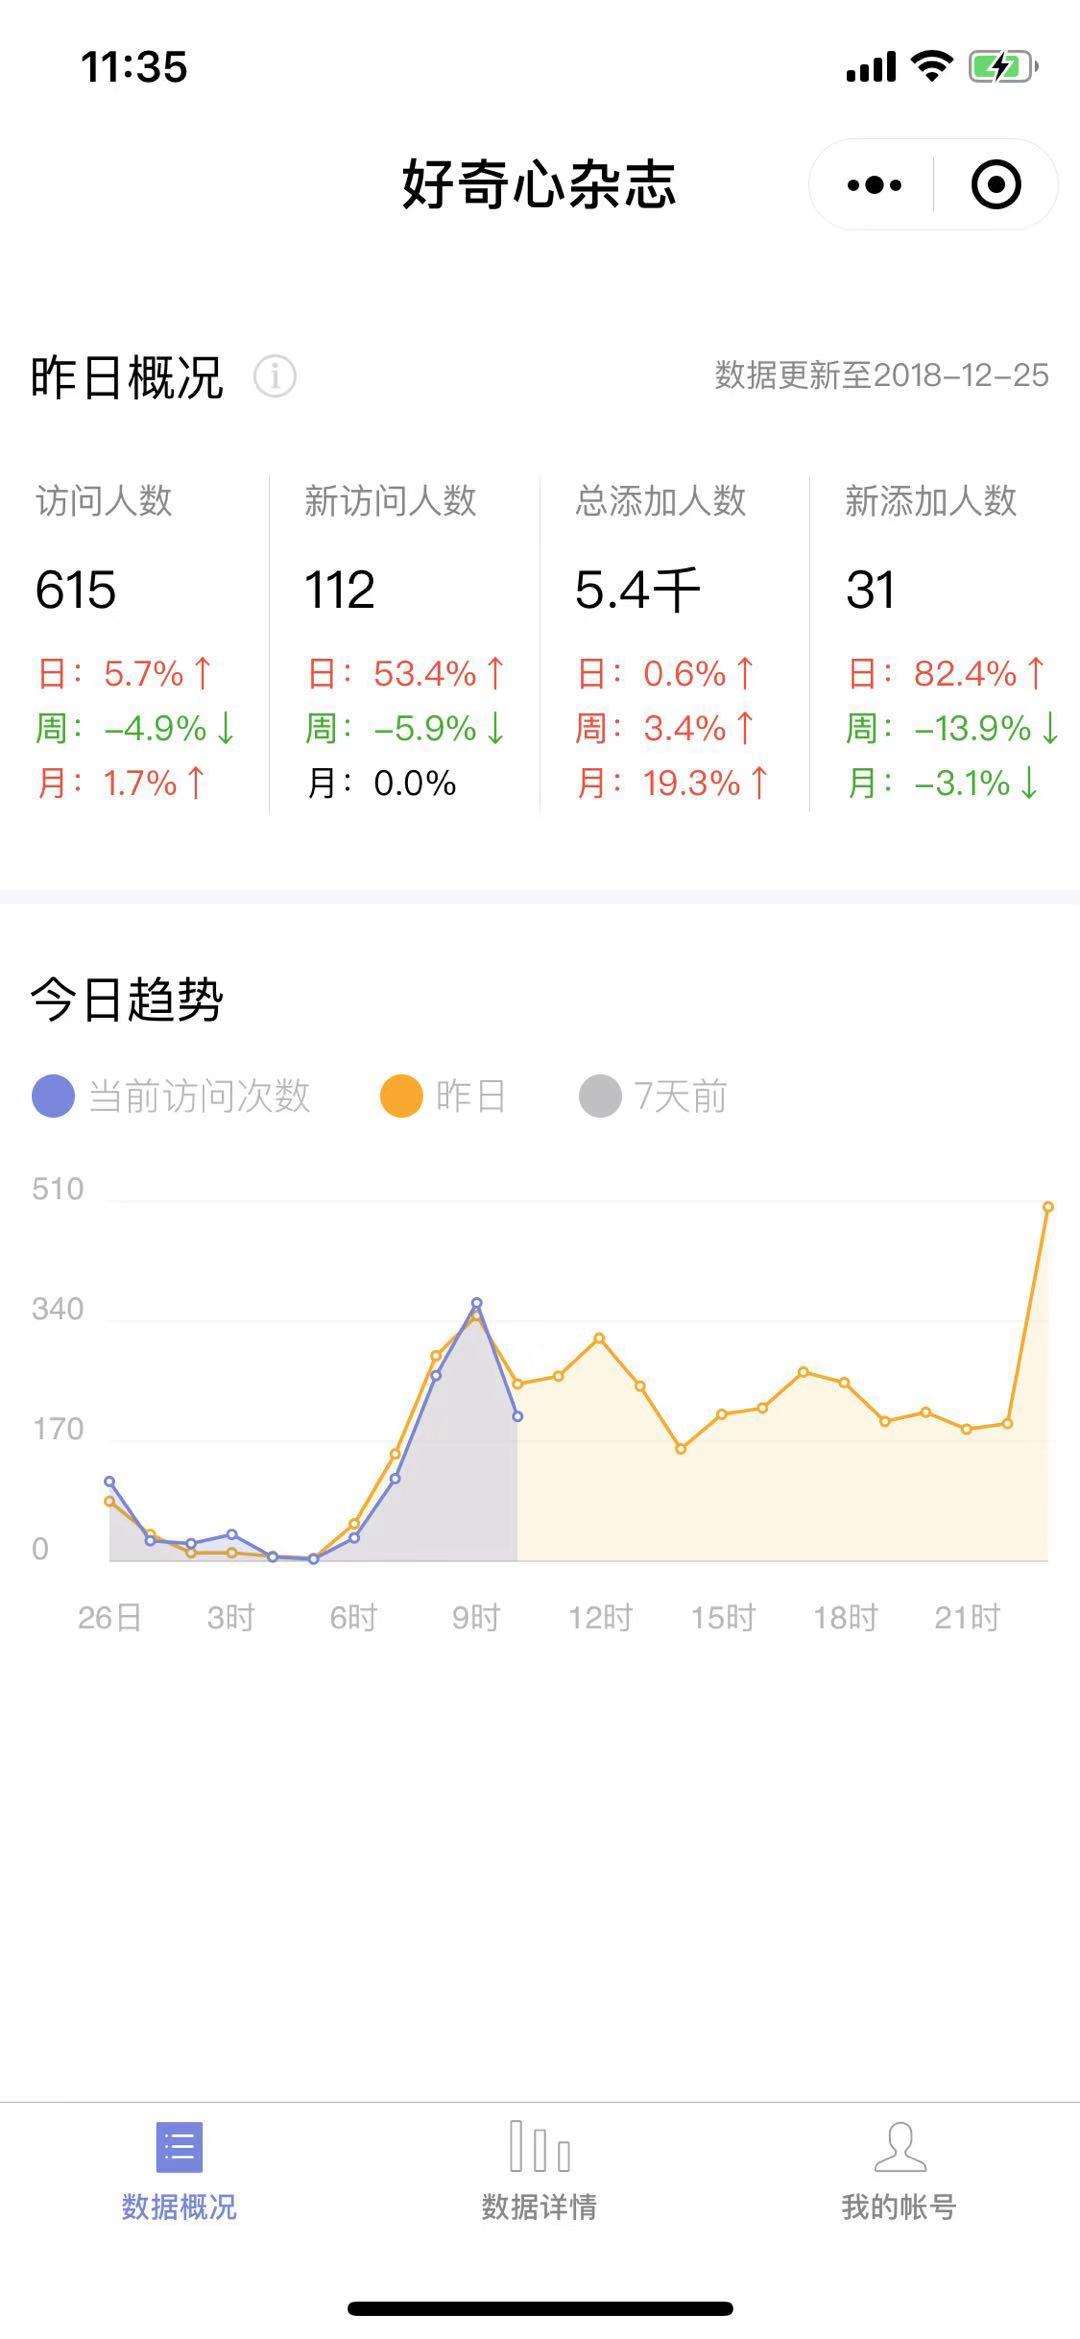 11:35
好奇心杂志
昨日概况
数据更新至2018-12-25
访问人数 新访问人数 总添加人数 新添加人数
615 112 5.4千 31
日：5.7%↑ 日：53.4%↑ 日：0.6%↑ 日：82.4%↑
周：-4.9%↓ 周：-5.9%↓ 周：3.4%↑ 周：-13.9%↓
月：1.7%↑ 月：0.0% 月：19.3%↑ 月：-3.1%↓
今日趋势
当前访问次数 昨日 7天前
510
340
170
0
26日 3时 6时 9时 12时 15时 18时 21时
数据概况 数据详情 我的帐号